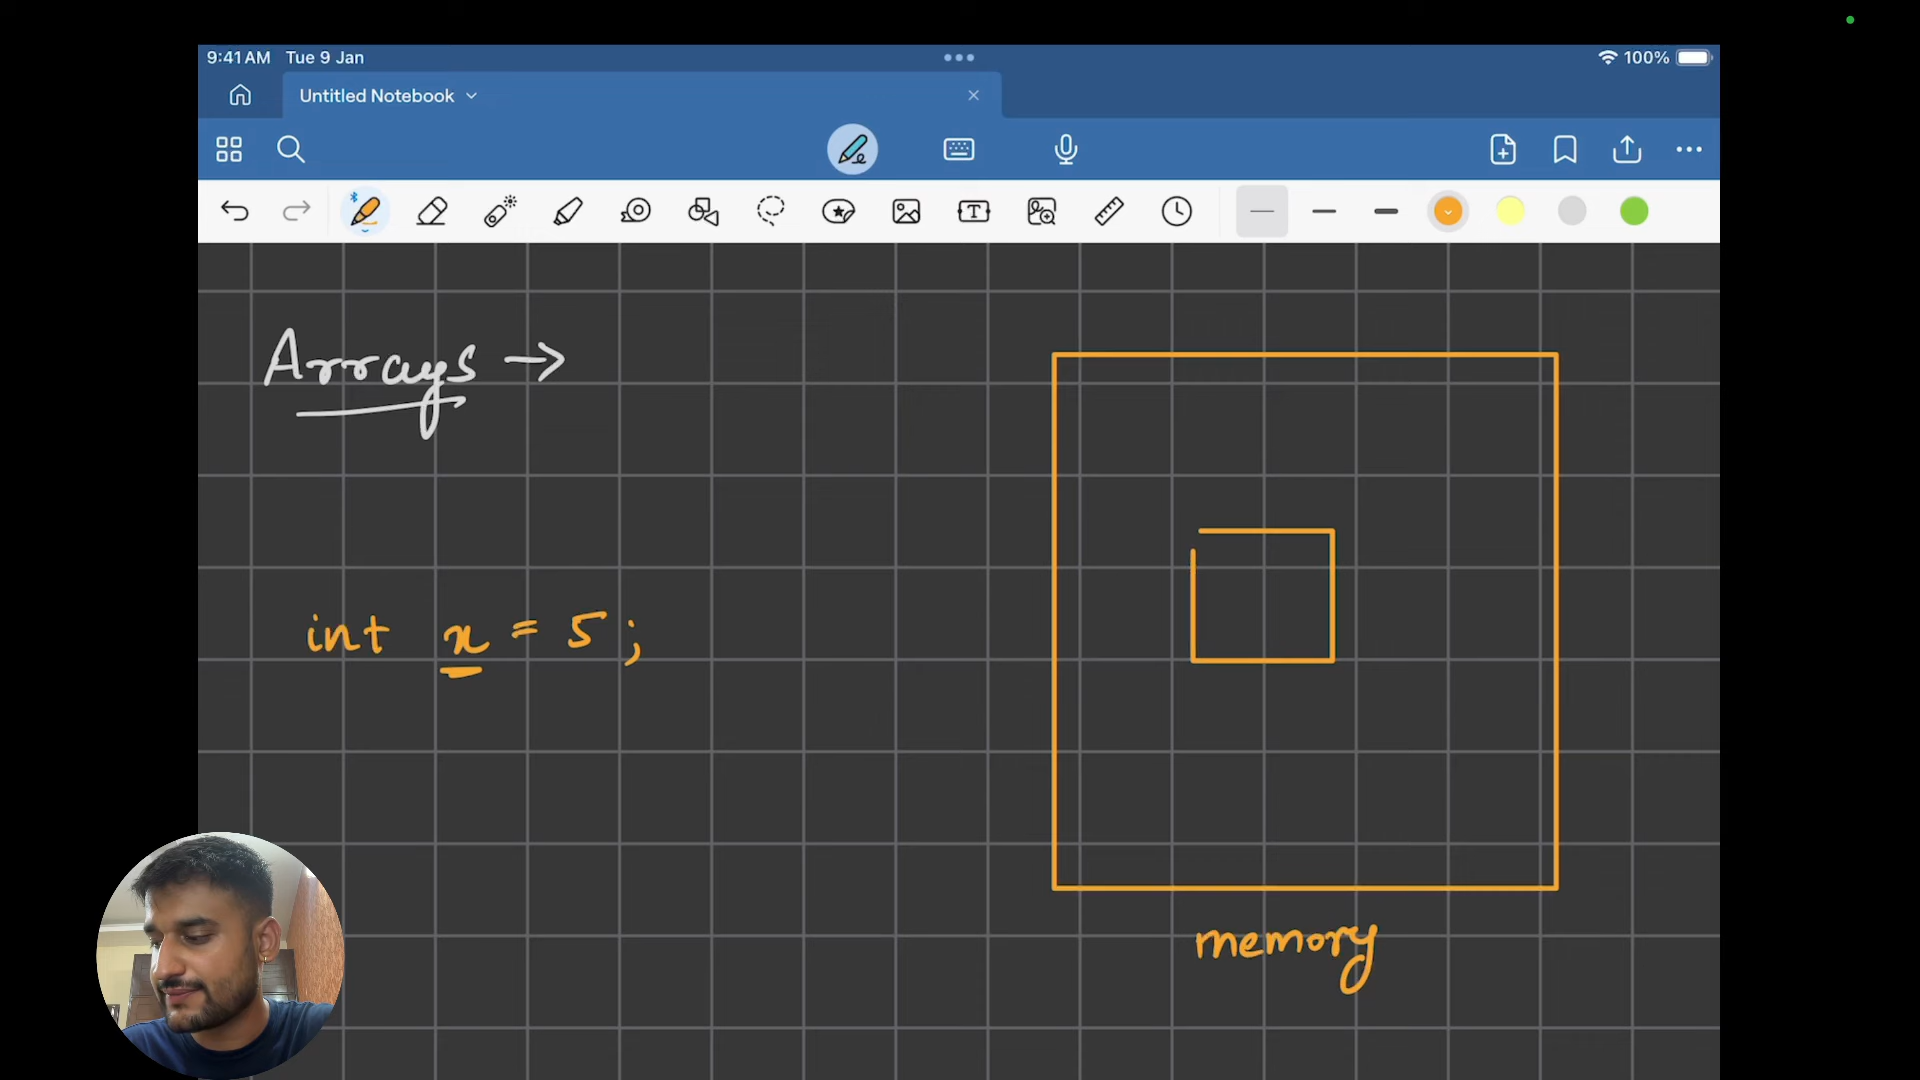 9:41 AM Tue 9 Jan
100%
Untitled Notebook
Arrays →
int x = 5 ;
memory